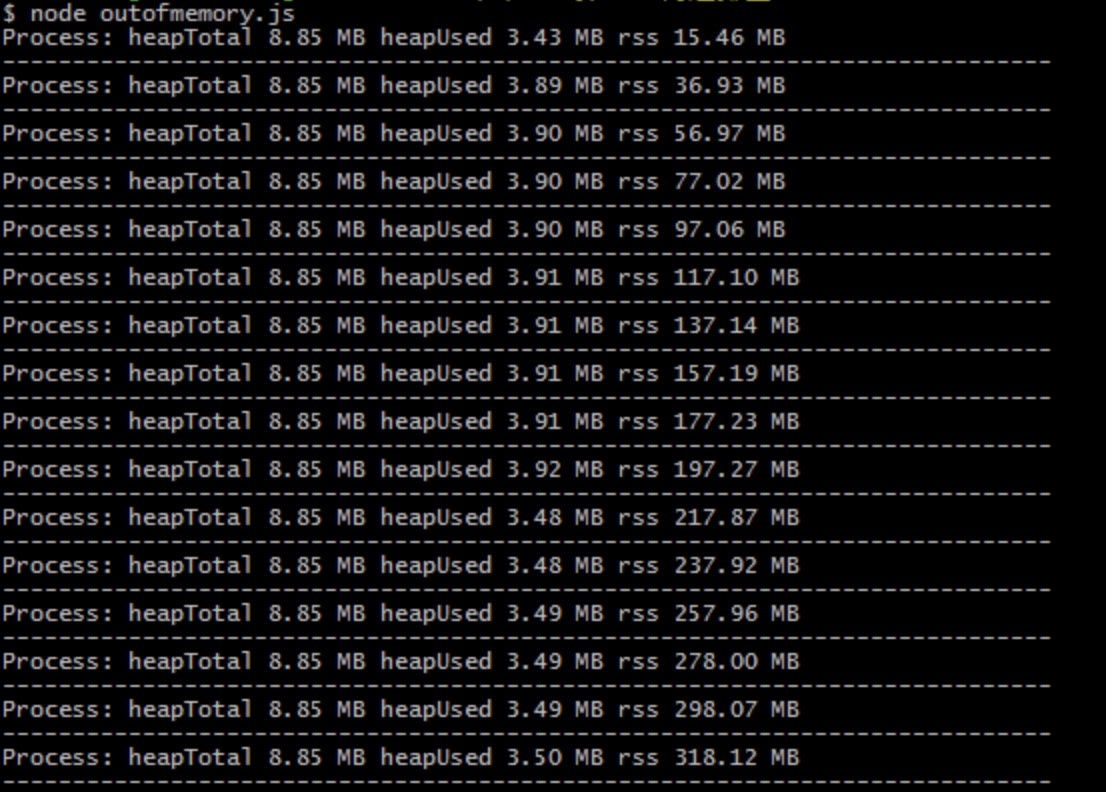 $ node outofmemory.js
Process: heapTotal 8.85 MB heapUsed 3.43 MB rss 15.46 MB
---------------------------------------------------------------------------
Process: heapTotal 8.85 MB heapUsed 3.89 MB rss 36.93 MB
---------------------------------------------------------------------------
Process: heapTotal 8.85 MB heapUsed 3.90 MB rss 56.97 MB
---------------------------------------------------------------------------
Process: heapTotal 8.85 MB heapUsed 3.90 MB rss 77.02 MB
---------------------------------------------------------------------------
Process: heapTotal 8.85 MB heapUsed 3.90 MB rss 97.06 MB
---------------------------------------------------------------------------
Process: heapTotal 8.85 MB heapUsed 3.91 MB rss 117.10 MB
---------------------------------------------------------------------------
Process: heapTotal 8.85 MB heapUsed 3.91 MB rss 137.14 MB
---------------------------------------------------------------------------
Process: heapTotal 8.85 MB heapUsed 3.91 MB rss 157.19 MB
---------------------------------------------------------------------------
Process: heapTotal 8.85 MB heapUsed 3.91 MB rss 177.23 MB
---------------------------------------------------------------------------
Process: heapTotal 8.85 MB heapUsed 3.92 MB rss 197.27 MB
---------------------------------------------------------------------------
Process: heapTotal 8.85 MB heapUsed 3.48 MB rss 217.87 MB
---------------------------------------------------------------------------
Process: heapTotal 8.85 MB heapUsed 3.48 MB rss 237.92 MB
---------------------------------------------------------------------------
Process: heapTotal 8.85 MB heapUsed 3.49 MB rss 257.96 MB
---------------------------------------------------------------------------
Process: heapTotal 8.85 MB heapUsed 3.49 MB rss 278.00 MB
---------------------------------------------------------------------------
Process: heapTotal 8.85 MB heapUsed 3.49 MB rss 298.07 MB
---------------------------------------------------------------------------
Process: heapTotal 8.85 MB heapUsed 3.50 MB rss 318.12 MB
---------------------------------------------------------------------------